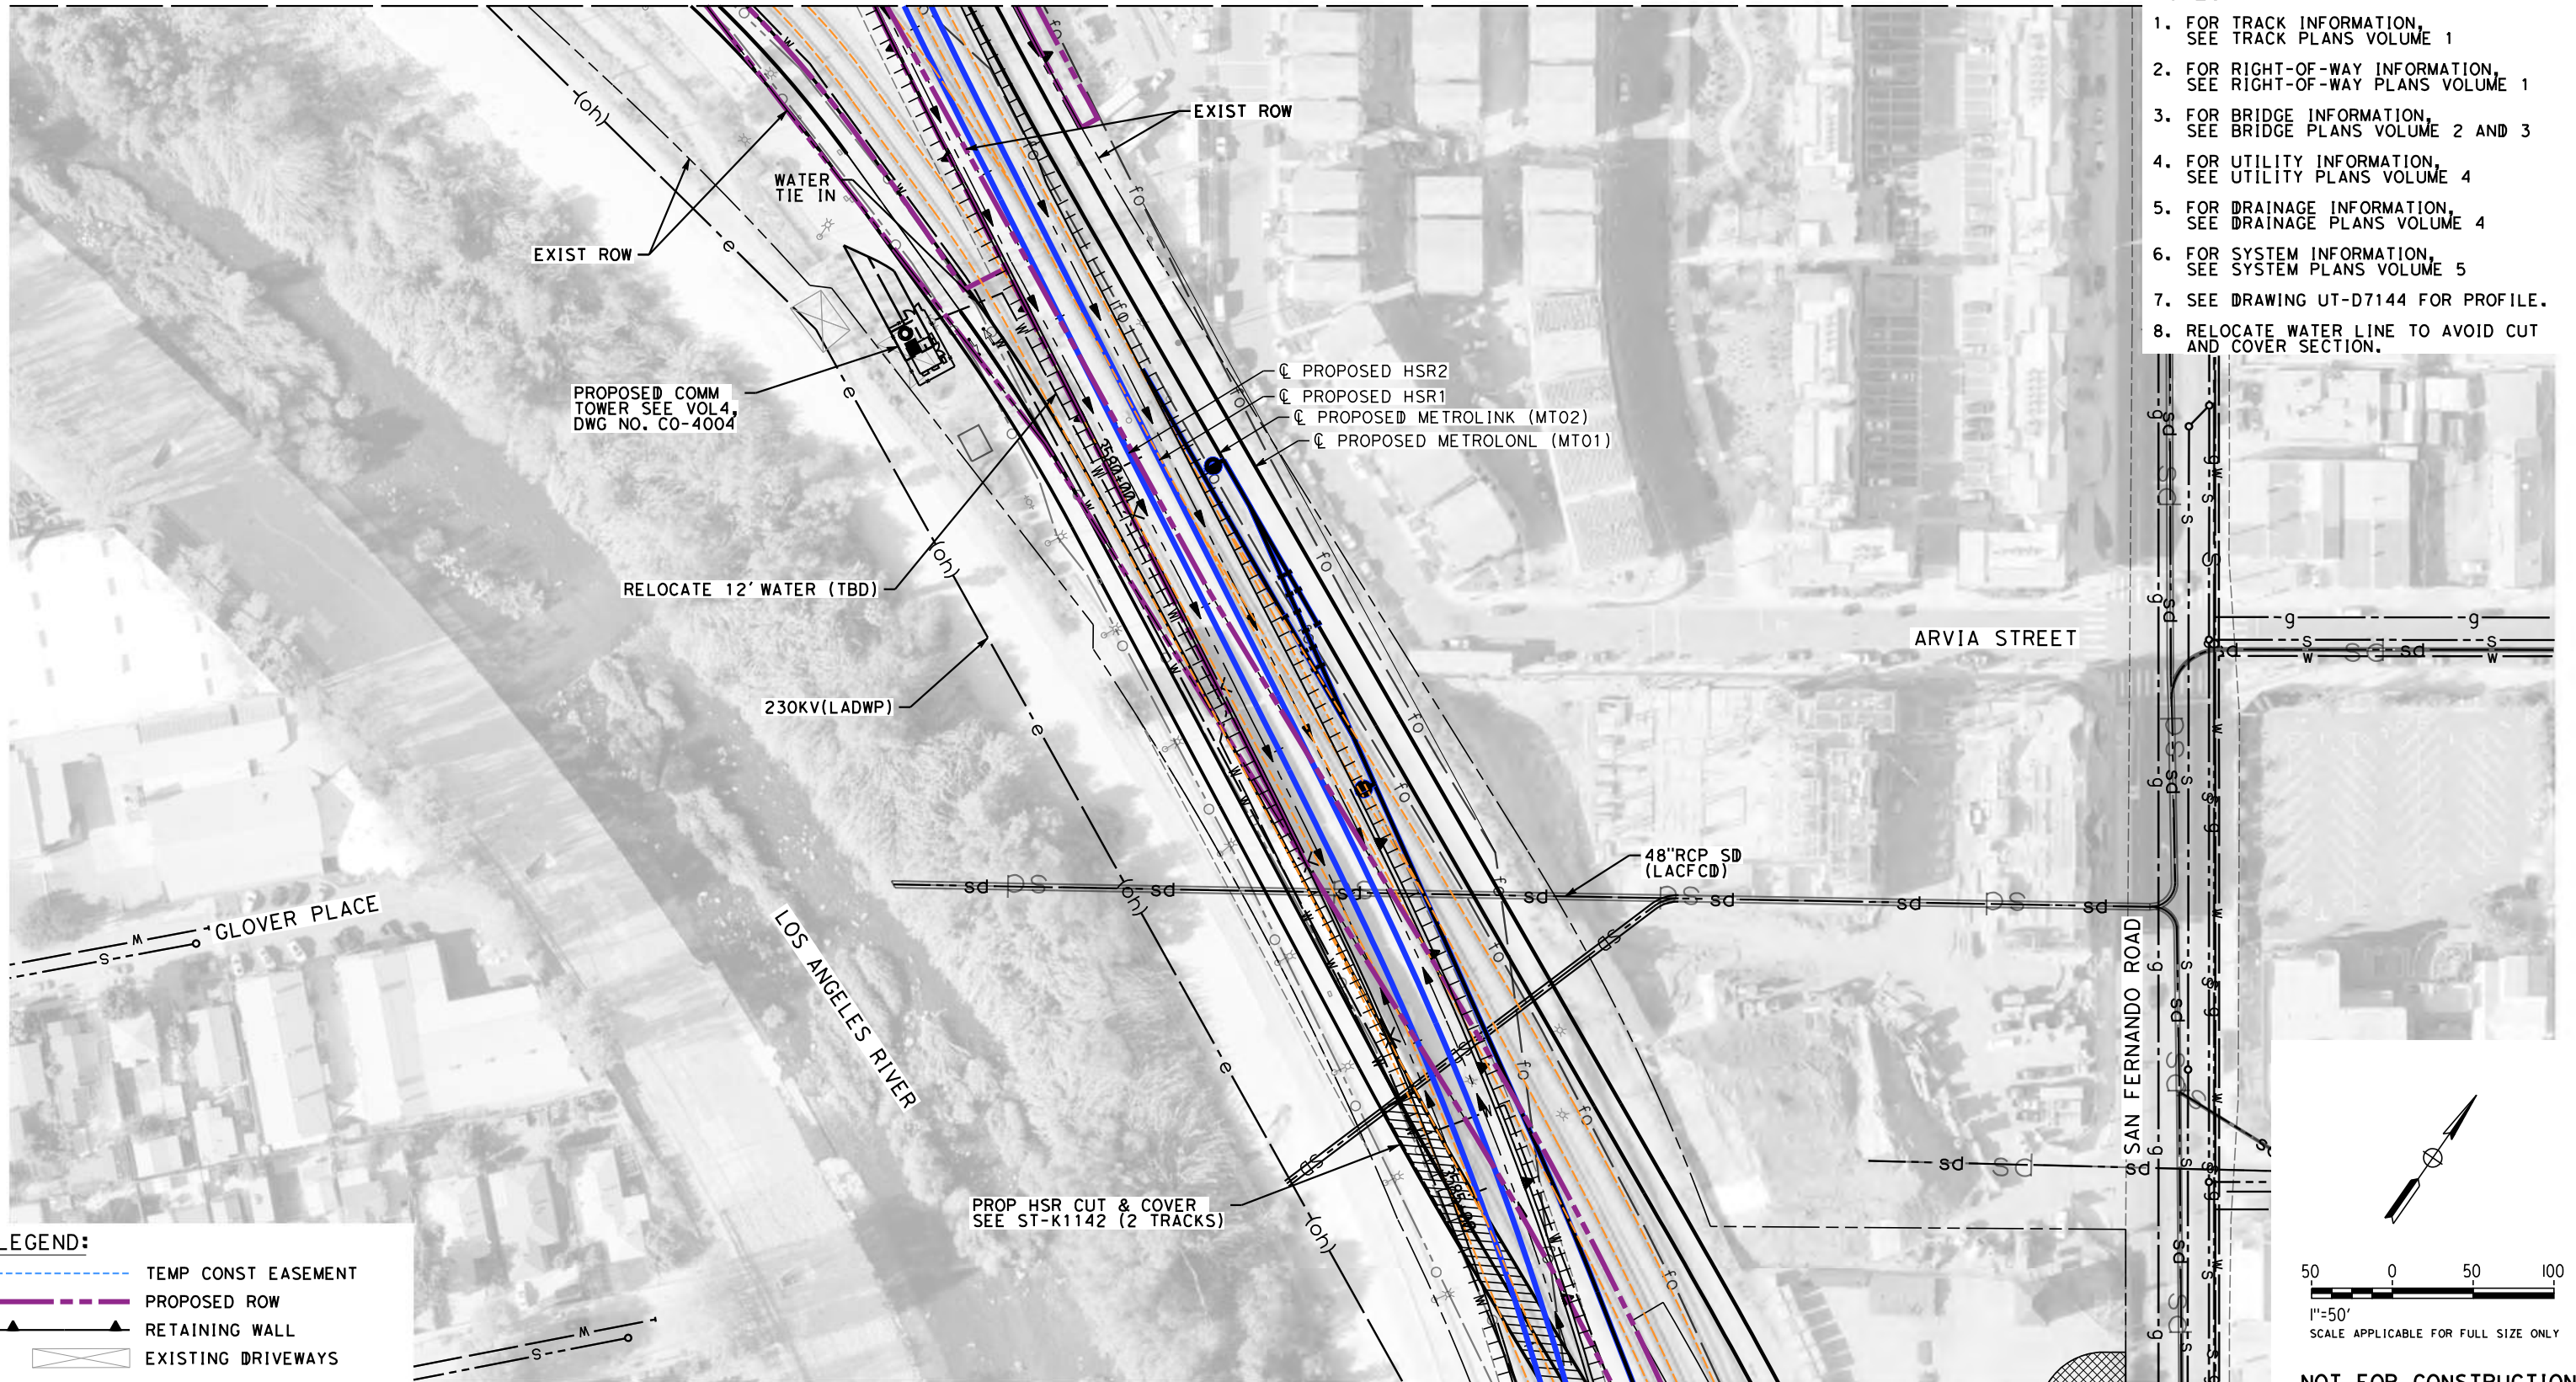 1. FOR TRACK INFORMATION,
SEE TRACK PLANS VOLUME 1
2. FOR RIGHT-OF-WAY INFORMATION,
SEE RIGHT-OF-WAY PLANS VOLUME 1
3. FOR BRIDGE INFORMATION,
SEE BRIDGE PLANS VOLUME 2 AND 3
4. FOR UTILITY INFORMATION,
SEE UTILITY PLANS VOLUME 4
5. FOR DRAINAGE INFORMATION,
SEE DRAINAGE PLANS VOLUME 4
6. FOR SYSTEM INFORMATION,
SEE SYSTEM PLANS VOLUME 5
7. SEE DRAWING UT-D7144 FOR PROFILE.
8. RELOCATE WATER LINE TO AVOID CUT
AND COVER SECTION.
EXIST ROW
WATER
TIE IN
EXIST ROW
PROPOSED COMM
TOWER SEE VOL4,
DWG NO. CO-4004
℄ PROPOSED HSR2
℄ PROPOSED HSR1
℄ PROPOSED METROLINK (MT02)
℄ PROPOSED METROLONL (MT01)
RELOCATE 12' WATER (TBD)
230KV(LADWP)
ARVIA STREET
48"RCP SD
(LACFCD)
GLOVER PLACE
LOS ANGELES RIVER
SAN FERNANDO ROAD
PROP HSR CUT & COVER
SEE ST-K1142 (2 TRACKS)
LEGEND:
TEMP CONST EASEMENT
PROPOSED ROW
RETAINING WALL
EXISTING DRIVEWAYS
50 0 50 100
1"=50'
SCALE APPLICABLE FOR FULL SIZE ONLY
NOT FOR CONSTRUCTION